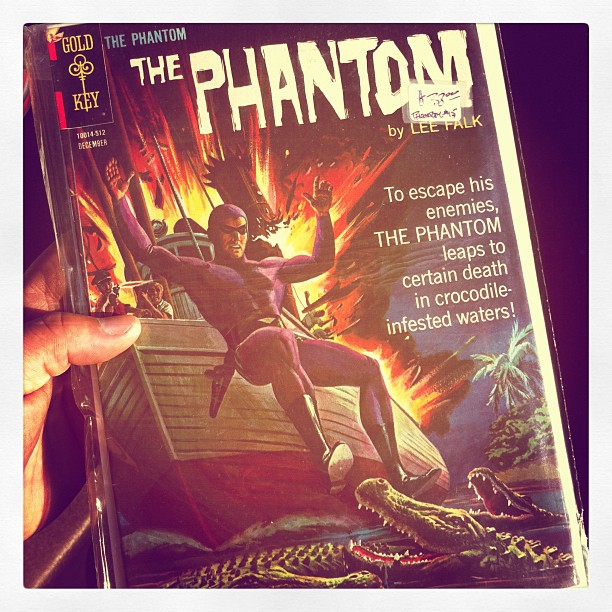 GOLD
KEY
10014-512
DECEMBER
THE PHANTOM
THE PHANTOM
by LEE FALK
To escape his
enemies,
THE PHANTOM
leaps to
certain death
in crocodile-
infested waters!